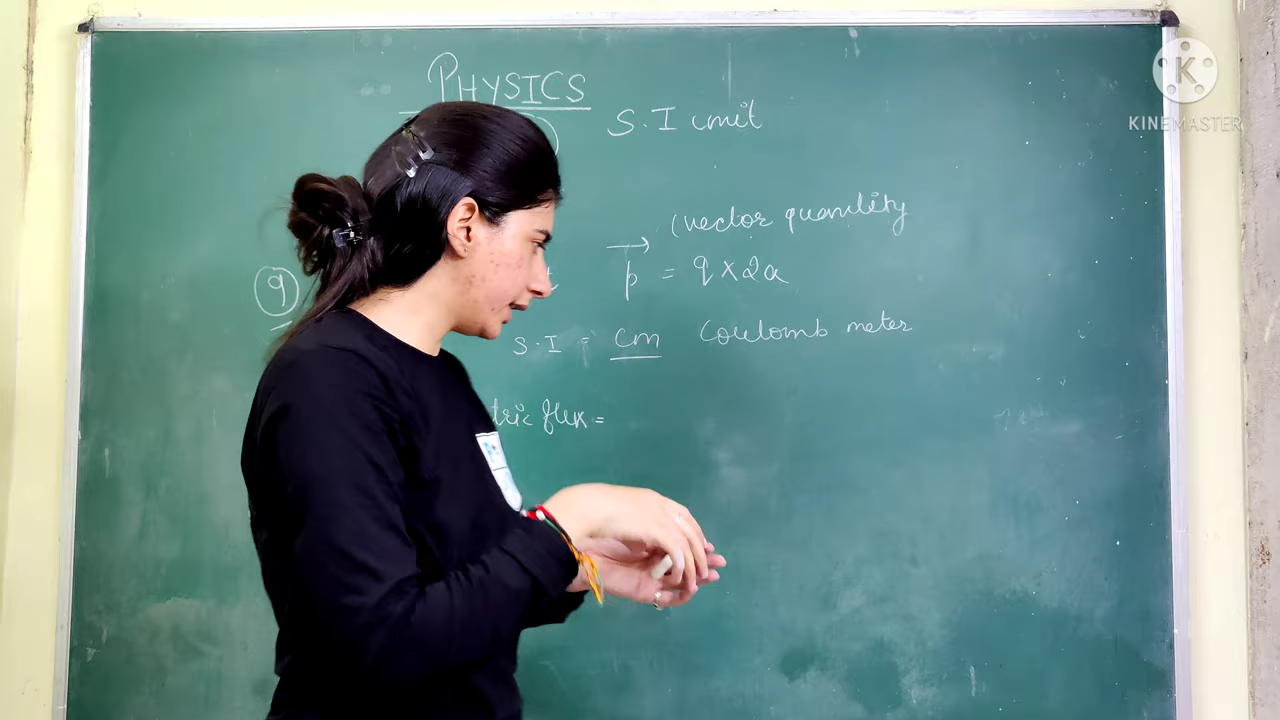 PHYSICS
S.I unit
(vector quantity
9
p = q x 2a
S.I = cm Coulomb meter
tric flux =
K
KINEMASTER